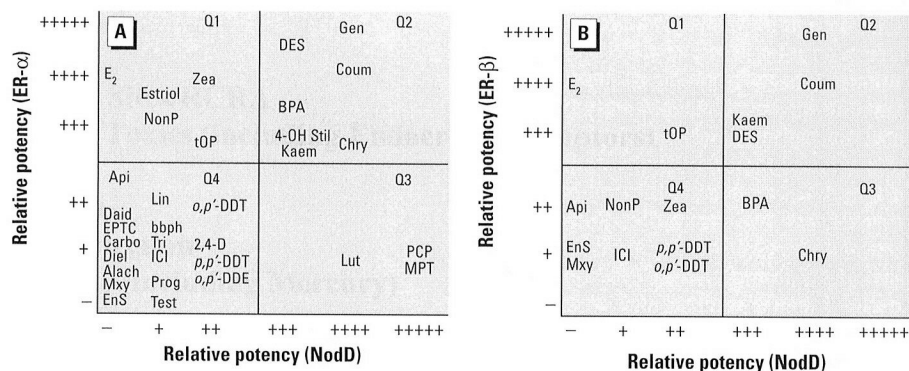 A
Relative potency (ER-α)
+++++
++++
+++
++
+
−
Q1
Q2
Gen
DES
E₂
Zea
Coum
Estriol
NonP
BPA
tOP
4-OH Stil
Kaem
Chry
Api
Q4
Q3
Lin
o,p′-DDT
Daid
EPTC
bbph
Carbo
Tri
2,4-D
Diel
ICI
p,p′-DDT
Alach
Mxy
Prog
o,p′-DDE
EnS
Test
Lut
PCP
MPT
− + ++ +++ ++++ +++++
Relative potency (NodD)
B
Relative potency (ER-β)
+++++
++++
+++
++
+
−
Q1
Q2
Gen
E₂
Coum
tOP
Kaem
DES
Q4
Q3
Api
NonP
Zea
BPA
EnS
Mxy
ICI
p,p′-DDT
o,p′-DDT
Chry
− + ++ +++ ++++ +++++
Relative potency (NodD)